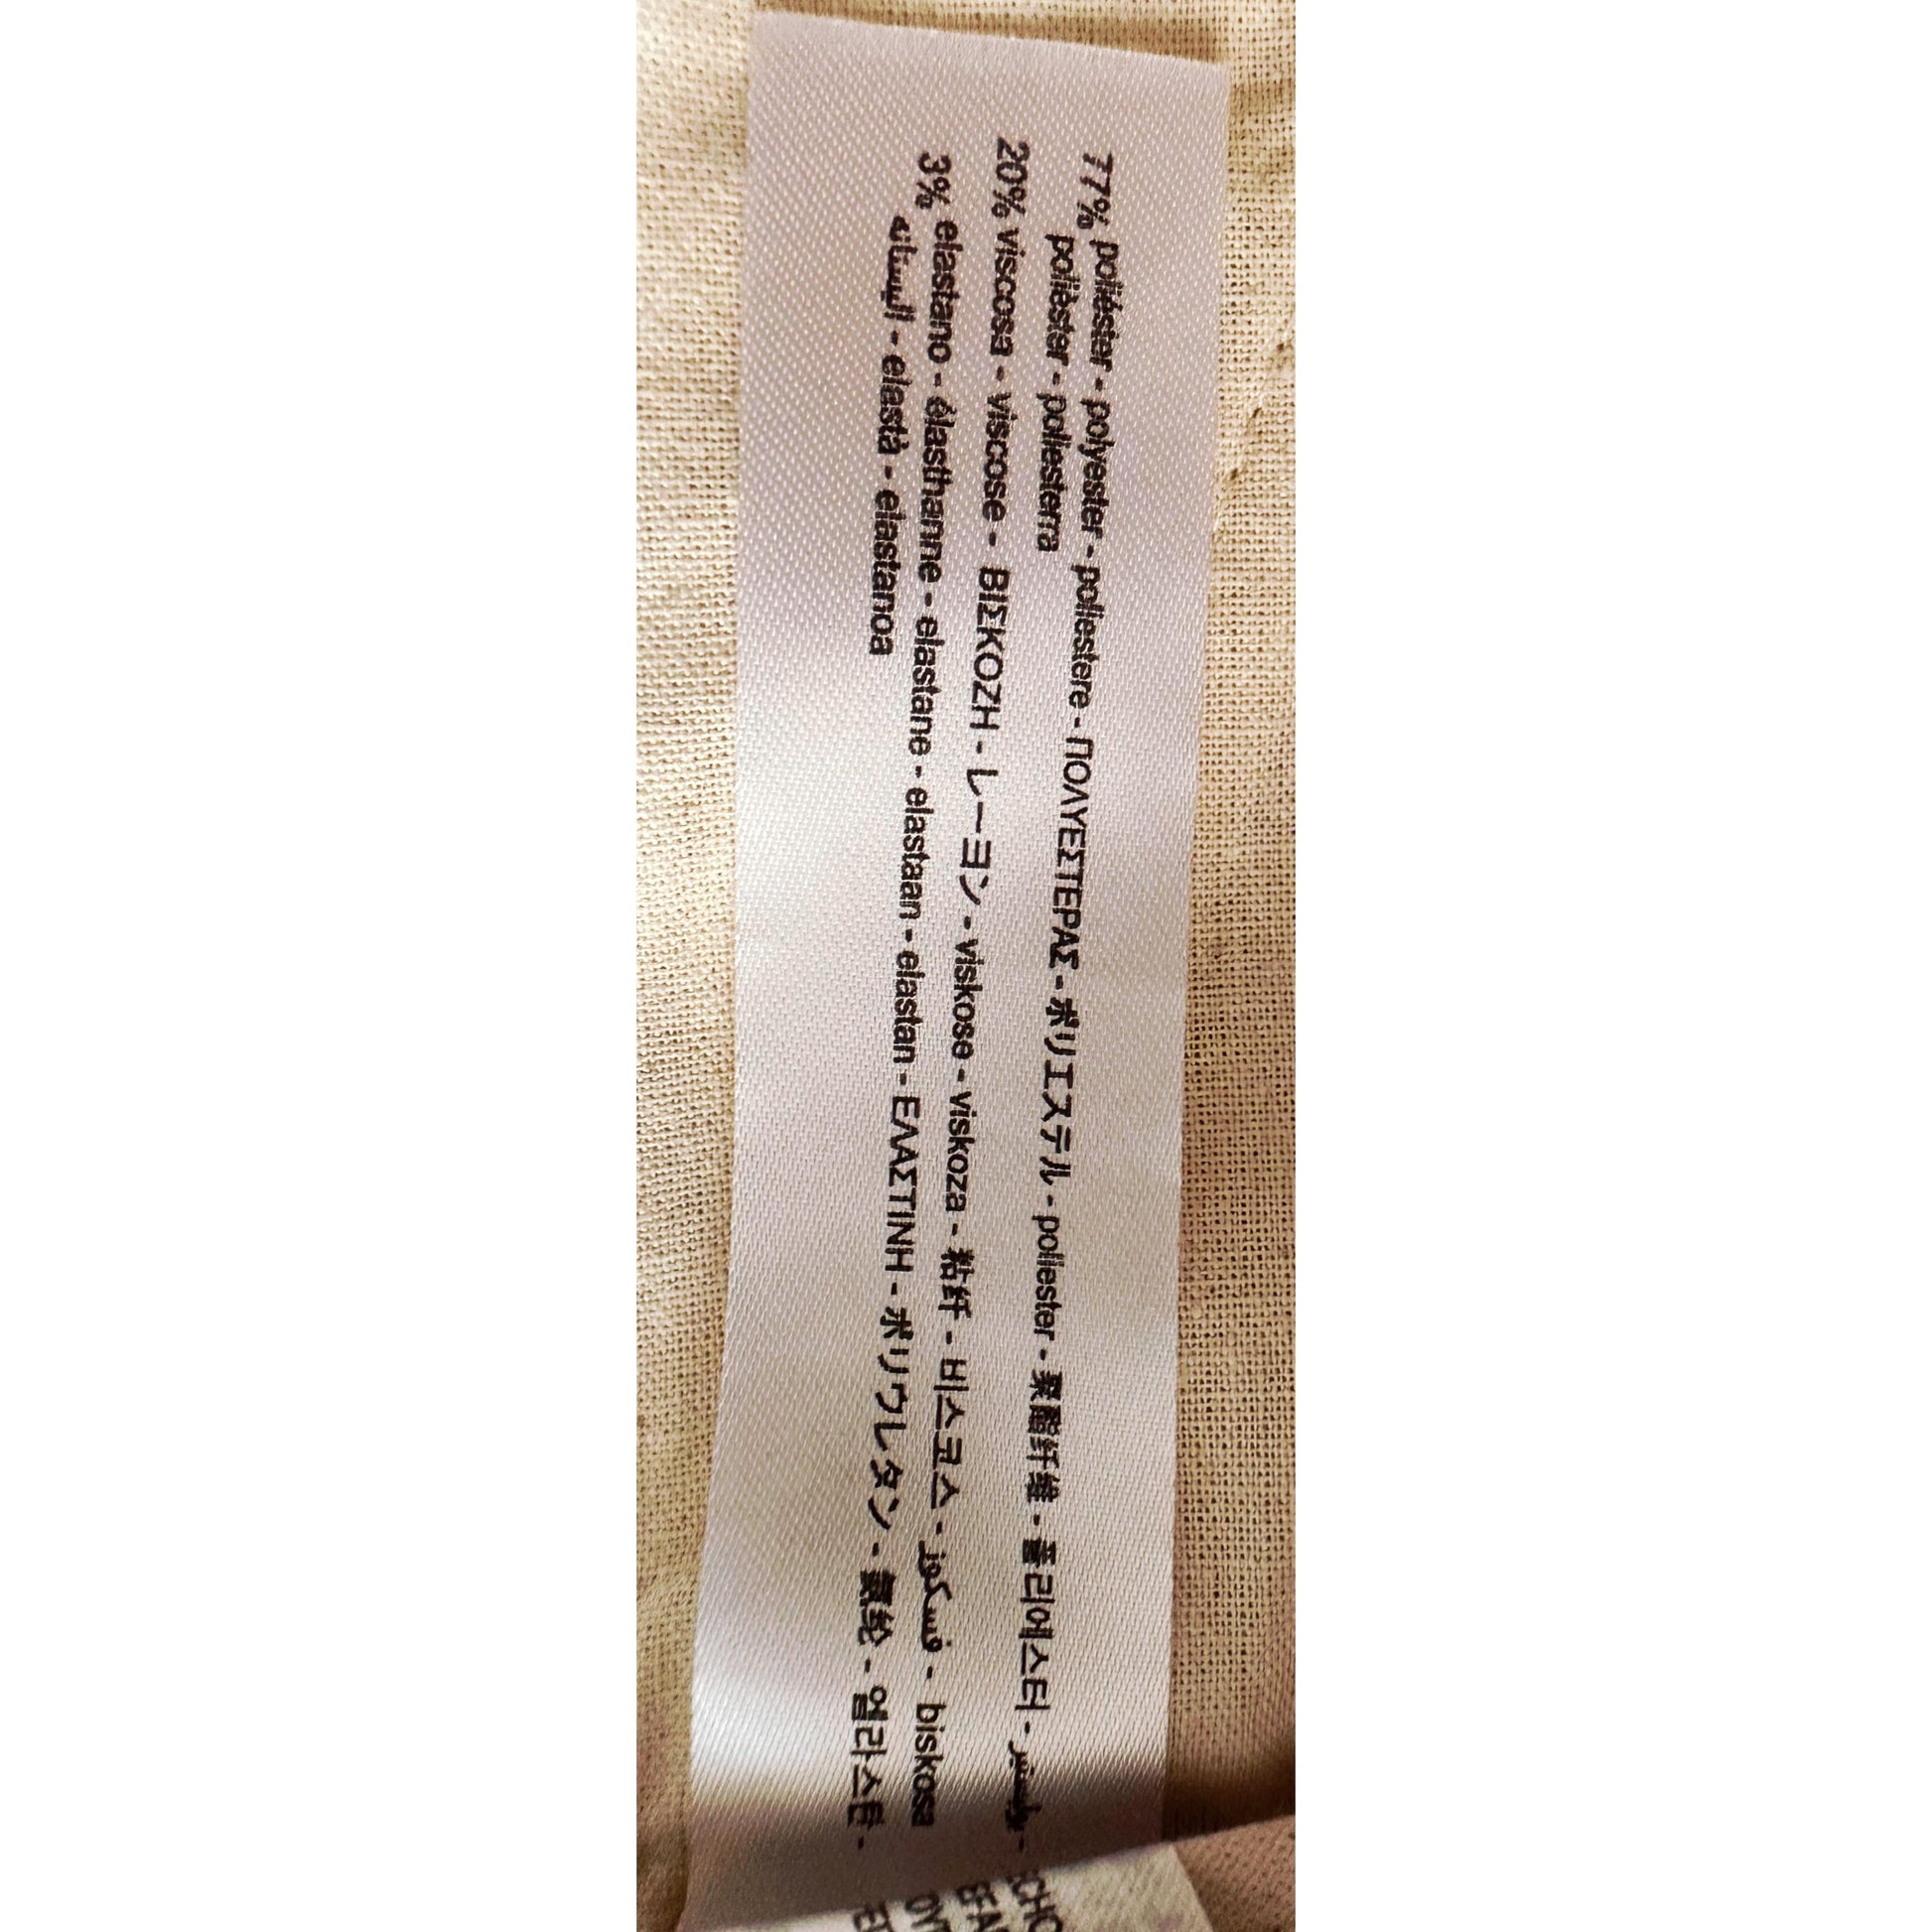 77% poliéster - polyester - poliestere - ΠΟΛΥΕΣΤΕΡΑΣ - ポリエステル - poliester - 聚酯纤维 - 폴리에스터 - بوليستير -
polièster - poliesterra
20% viscosa - viscose - ΒΙΣΚΟΖΗ - レーヨン - viskose - viskoza - 粘纤 - 비스코스 - فسكوز - biskosa
3% elastano - élasthanne - elastane - elastaan - elastan - ΕΛΑΣΤΙΝΗ - ポリウレタン - 氨纶 - 엘라스탄 -
اليستانه - elastà - elastanoa